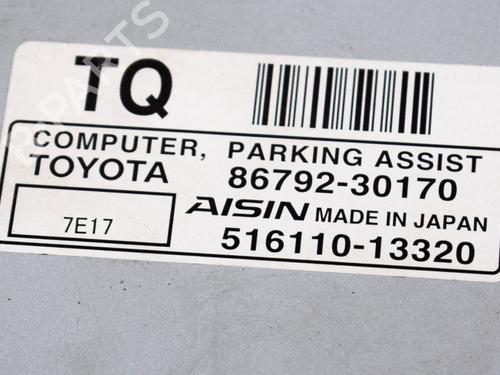 TQ
COMPUTER, PARKING ASSIST
TOYOTA 86792-30170
7E17 AISIN MADE IN JAPAN
516110-13320